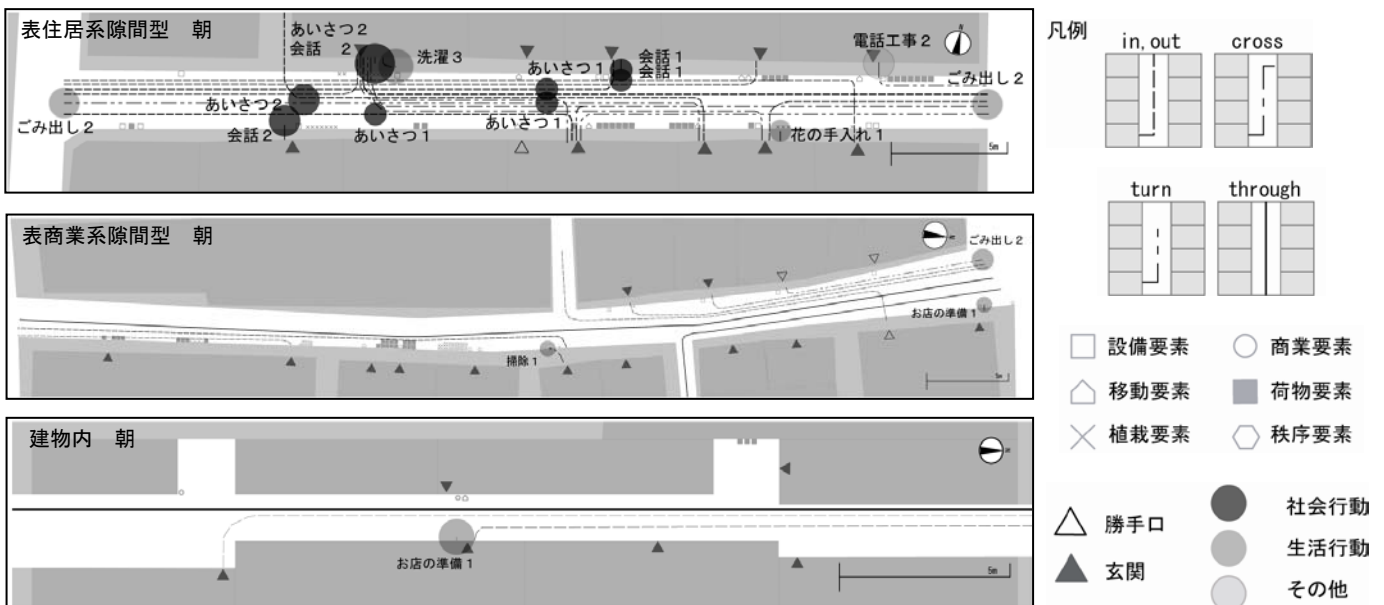 表住居系隙間型 朝
あいさつ２
会話 ２
洗濯３
あいさつ２
会話２
あいさつ１
あいさつ１
会話１
会話１
あいさつ１
電話工事２
ごみ出し２
ごみ出し２
花の手入れ１
N
5m
表商業系隙間型 朝
ごみ出し２
お店の準備１
掃除１
5m
建物内 朝
お店の準備１
5m
凡例
in, out
cross
turn
through
設備要素
商業要素
移動要素
荷物要素
植栽要素
秩序要素
勝手口
玄関
社会行動
生活行動
その他